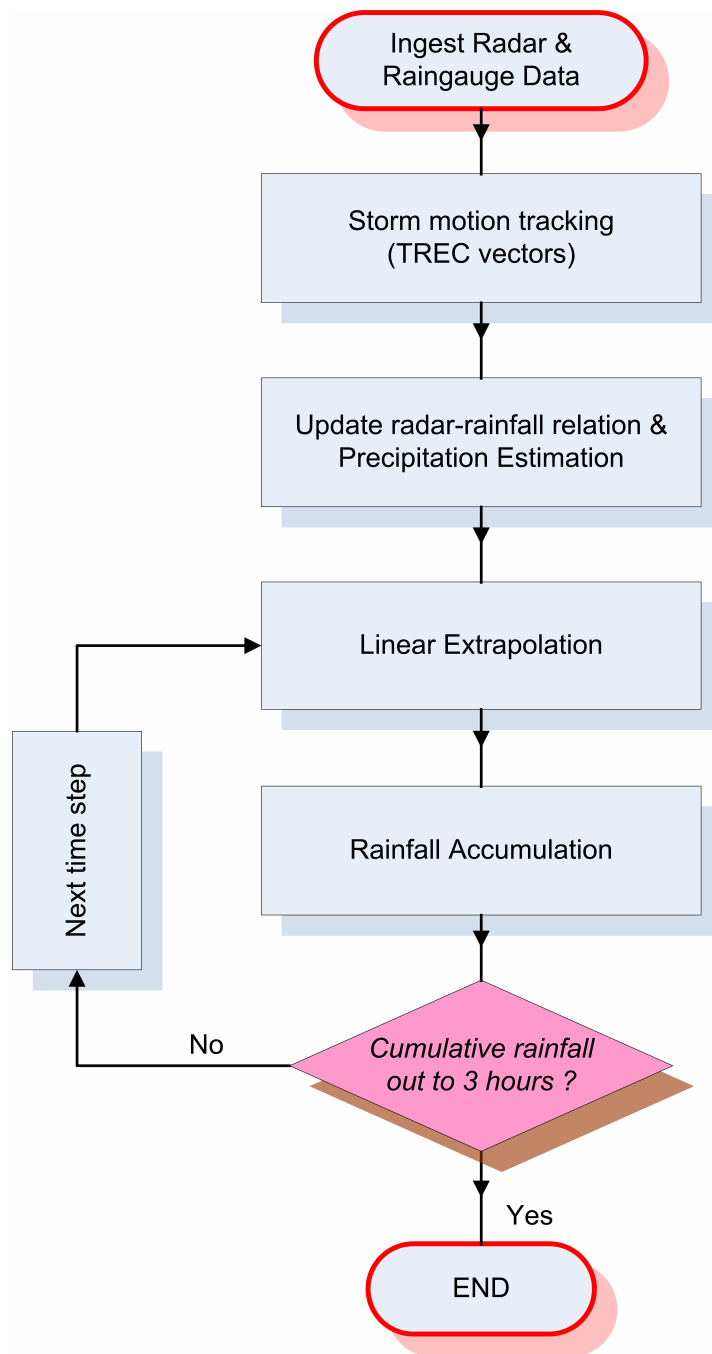 Ingest Radar &
Raingauge Data
Storm motion tracking
(TREC vectors)
Update radar-rainfall relation &
Precipitation Estimation
Linear Extrapolation
Next time step
Rainfall Accumulation
No
Cumulative rainfall
out to 3 hours ?
Yes
END